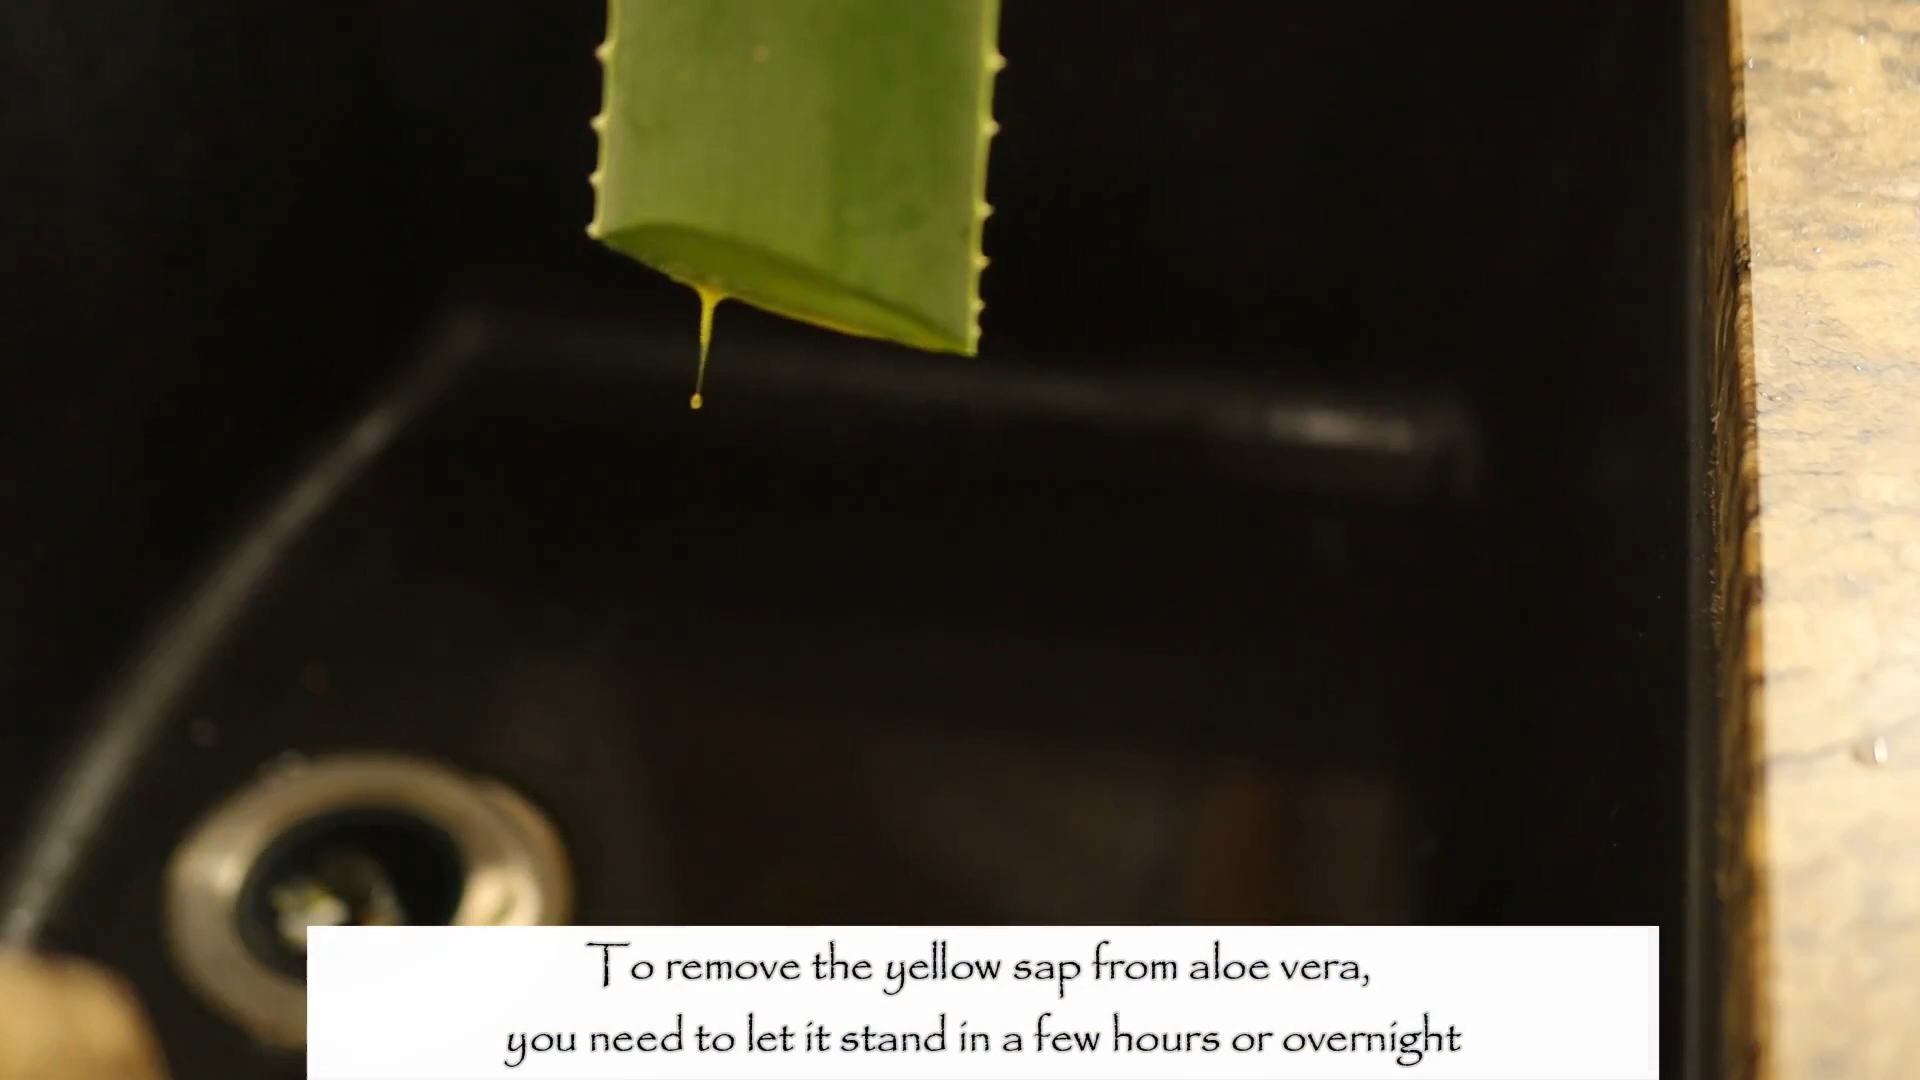 To remove the yellow sap from aloe vera,
you need to let it stand in a few hours or overnight